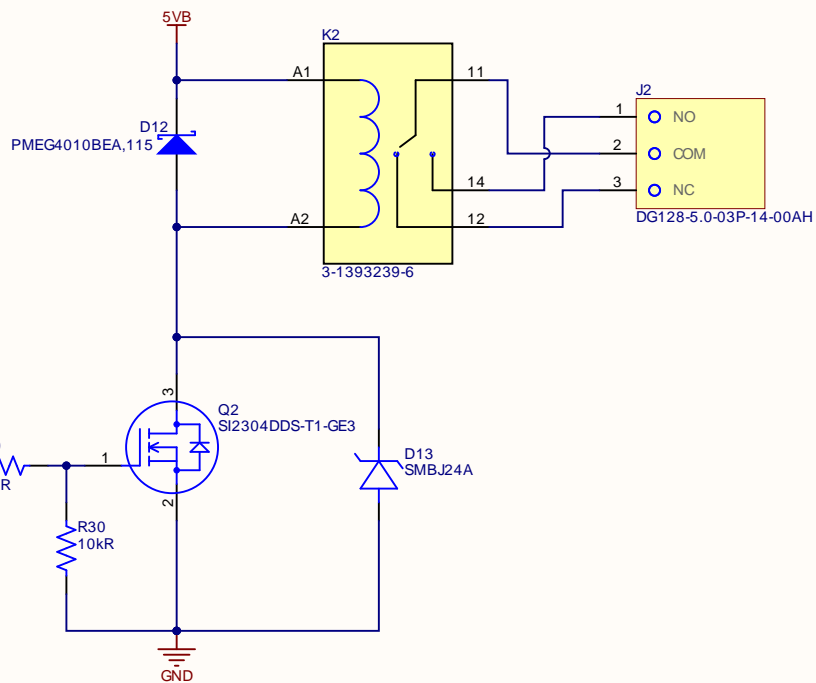 5VB
K2
A1
11
D12
PMEG4010BEA,115
J2
1
NO
2
COM
14
3
NC
A2
12
DG128-5.0-03P-14-00AH
3-1393239-6
3
Q2
SI2304DDS-T1-GE3
1
D13
SMBJ24A
R
2
R30
10kR
GND